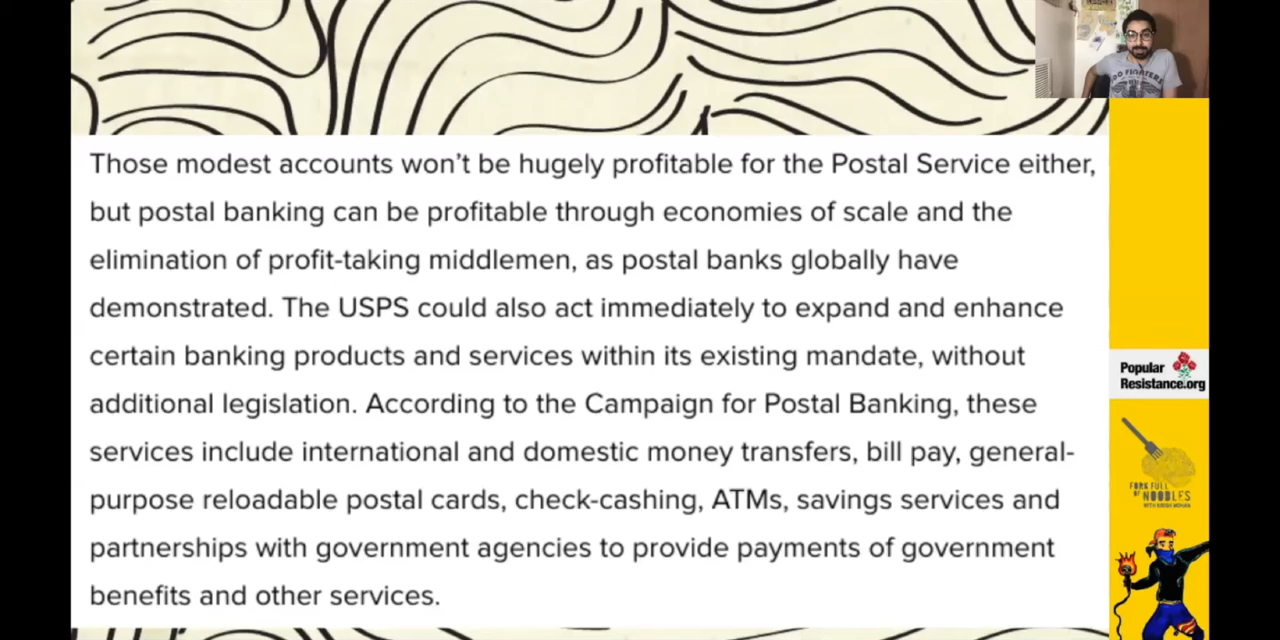 Those modest accounts won't be hugely profitable for the Postal Service either,
but postal banking can be profitable through economies of scale and the
elimination of profit-taking middlemen, as postal banks globally have
demonstrated. The USPS could also act immediately to expand and enhance
certain banking products and services within its existing mandate, without
additional legislation. According to the Campaign for Postal Banking, these
services include international and domestic money transfers, bill pay, general-
purpose reloadable postal cards, check-cashing, ATMs, savings services and
partnerships with government agencies to provide payments of government
benefits and other services.
Popular
Resistance.org
FORK FULL
OF NOODLES